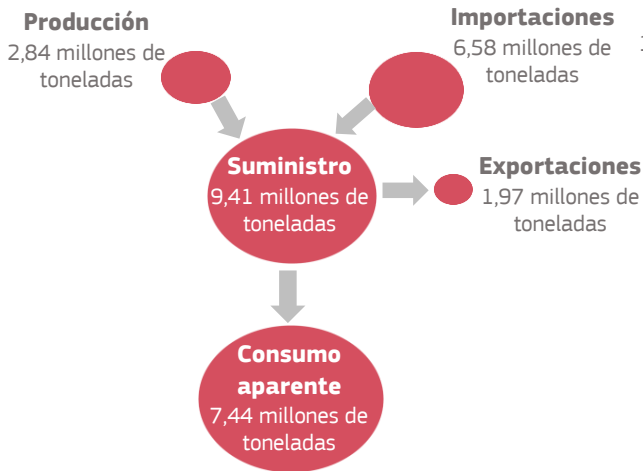 Producción
2,84 millones de
toneladas
Importaciones
6,58 millones de
toneladas
Suministro
9,41 millones de
toneladas
Exportaciones
1,97 millones de
toneladas
Consumo
aparente
7,44 millones de
toneladas